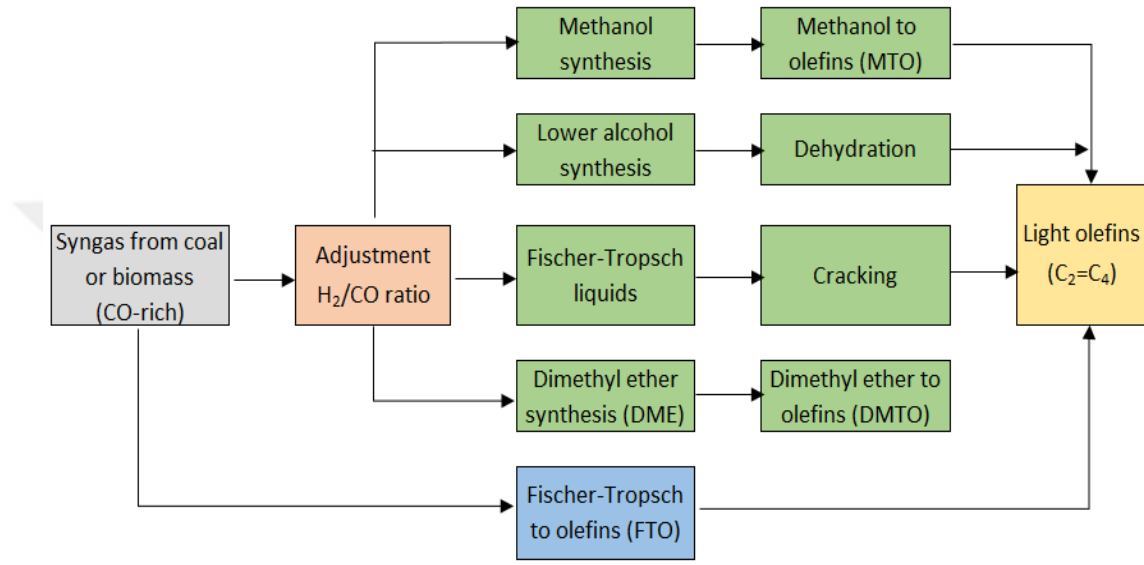 Methanol
synthesis
Methanol to
olefins (MTO)
Lower alcohol
synthesis
Dehydration
Syngas from coal
or biomass
(CO-rich)
Adjustment
H₂/CO ratio
Fischer-Tropsch
liquids
Cracking
Light olefins
(C₂=C₄)
Dimethyl ether
synthesis (DME)
Dimethyl ether to
olefins (DMTO)
Fischer-Tropsch
to olefins (FTO)